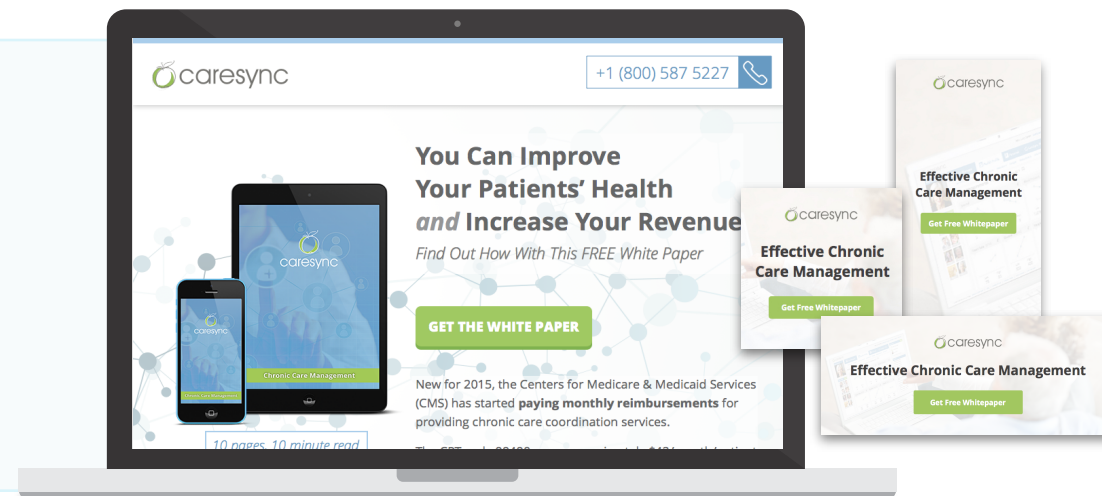 caresync
+1 (800) 587 5227
You Can Improve
Your Patients’ Health
and Increase Your Revenue
Find Out How With This FREE White Paper
GET THE WHITE PAPER
New for 2015, the Centers for Medicare & Medicaid Services
(CMS) has started paying monthly reimbursements for
providing chronic care coordination services.
caresync
Chronic Care Management
caresync
Chronic Care Management
10 pages, 10 minute read
caresync
Effective Chronic
Care Management
Get Free Whitepaper
caresync
Effective Chronic
Care Management
Get Free Whitepaper
caresync
Effective Chronic Care Management
Get Free Whitepaper